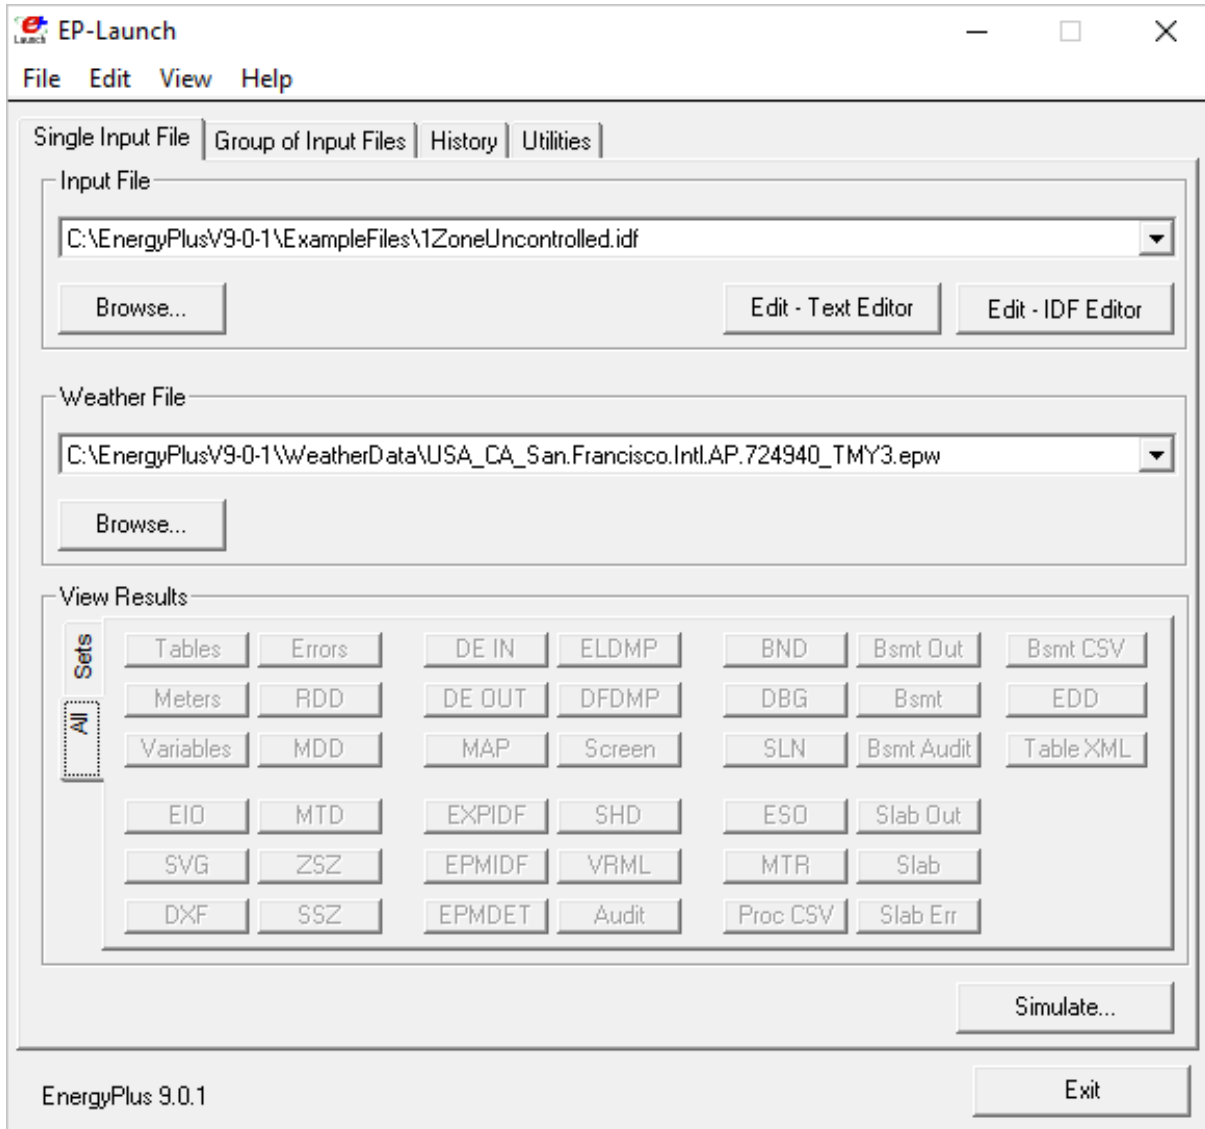 EP-Launch
File Edit View Help
Single Input File Group of Input Files History Utilities
Input File
C:\EnergyPlusV9-0-1\ExampleFiles\1ZoneUncontrolled.idf
Browse... Edit - Text Editor Edit - IDF Editor
Weather File
C:\EnergyPlusV9-0-1\WeatherData\USA_CA_San.Francisco.Intl.AP.724940_TMY3.epw
Browse...
View Results
Sets
All
Tables Errors DE IN ELDMP BND Bsmt Out Bsmt CSV
Meters RDD DE OUT DFDMP DBG Bsmt EDD
Variables MDD MAP Screen SLN Bsmt Audit Table XML
EIO MTD EXPIDF SHD ESO Slab Out
SVG ZSZ EPMIDF VRML MTR Slab
DXF SSZ EPMDET Audit Proc CSV Slab Err
Simulate...
EnergyPlus 9.0.1 Exit